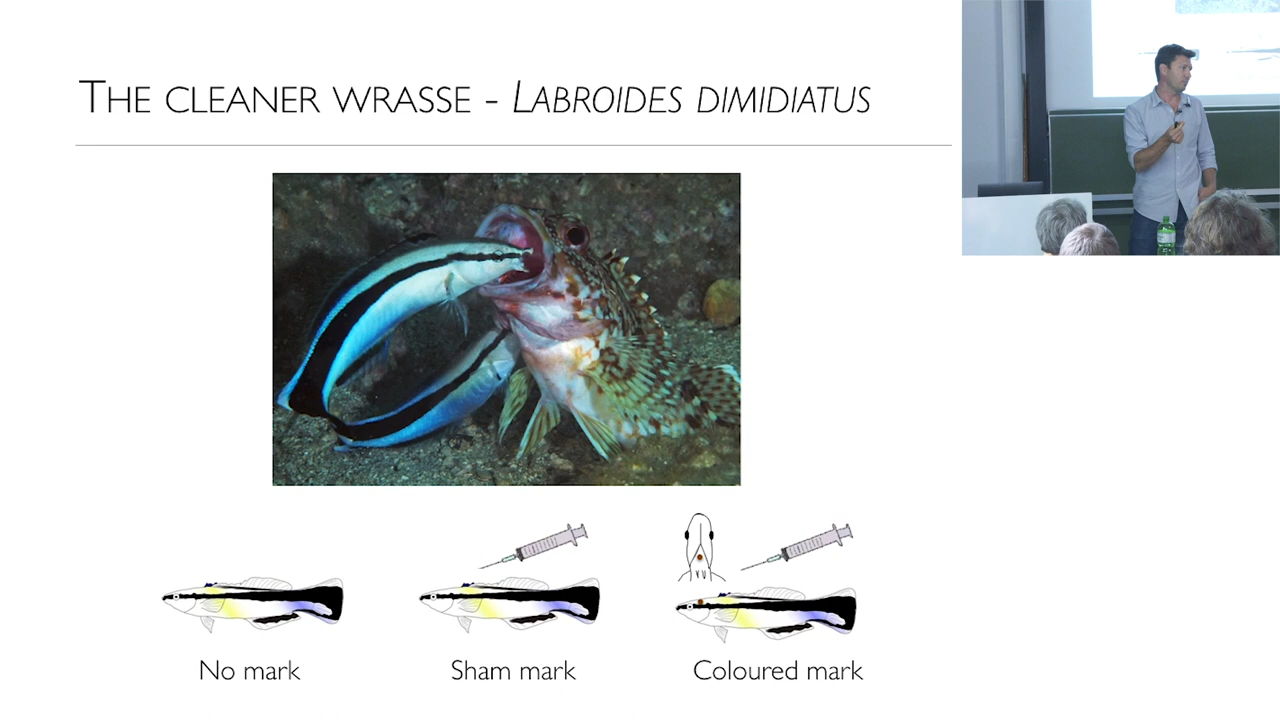 THE CLEANER WRASSE - LABROIDES DIMIDIATUS
No mark
Sham mark
Coloured mark